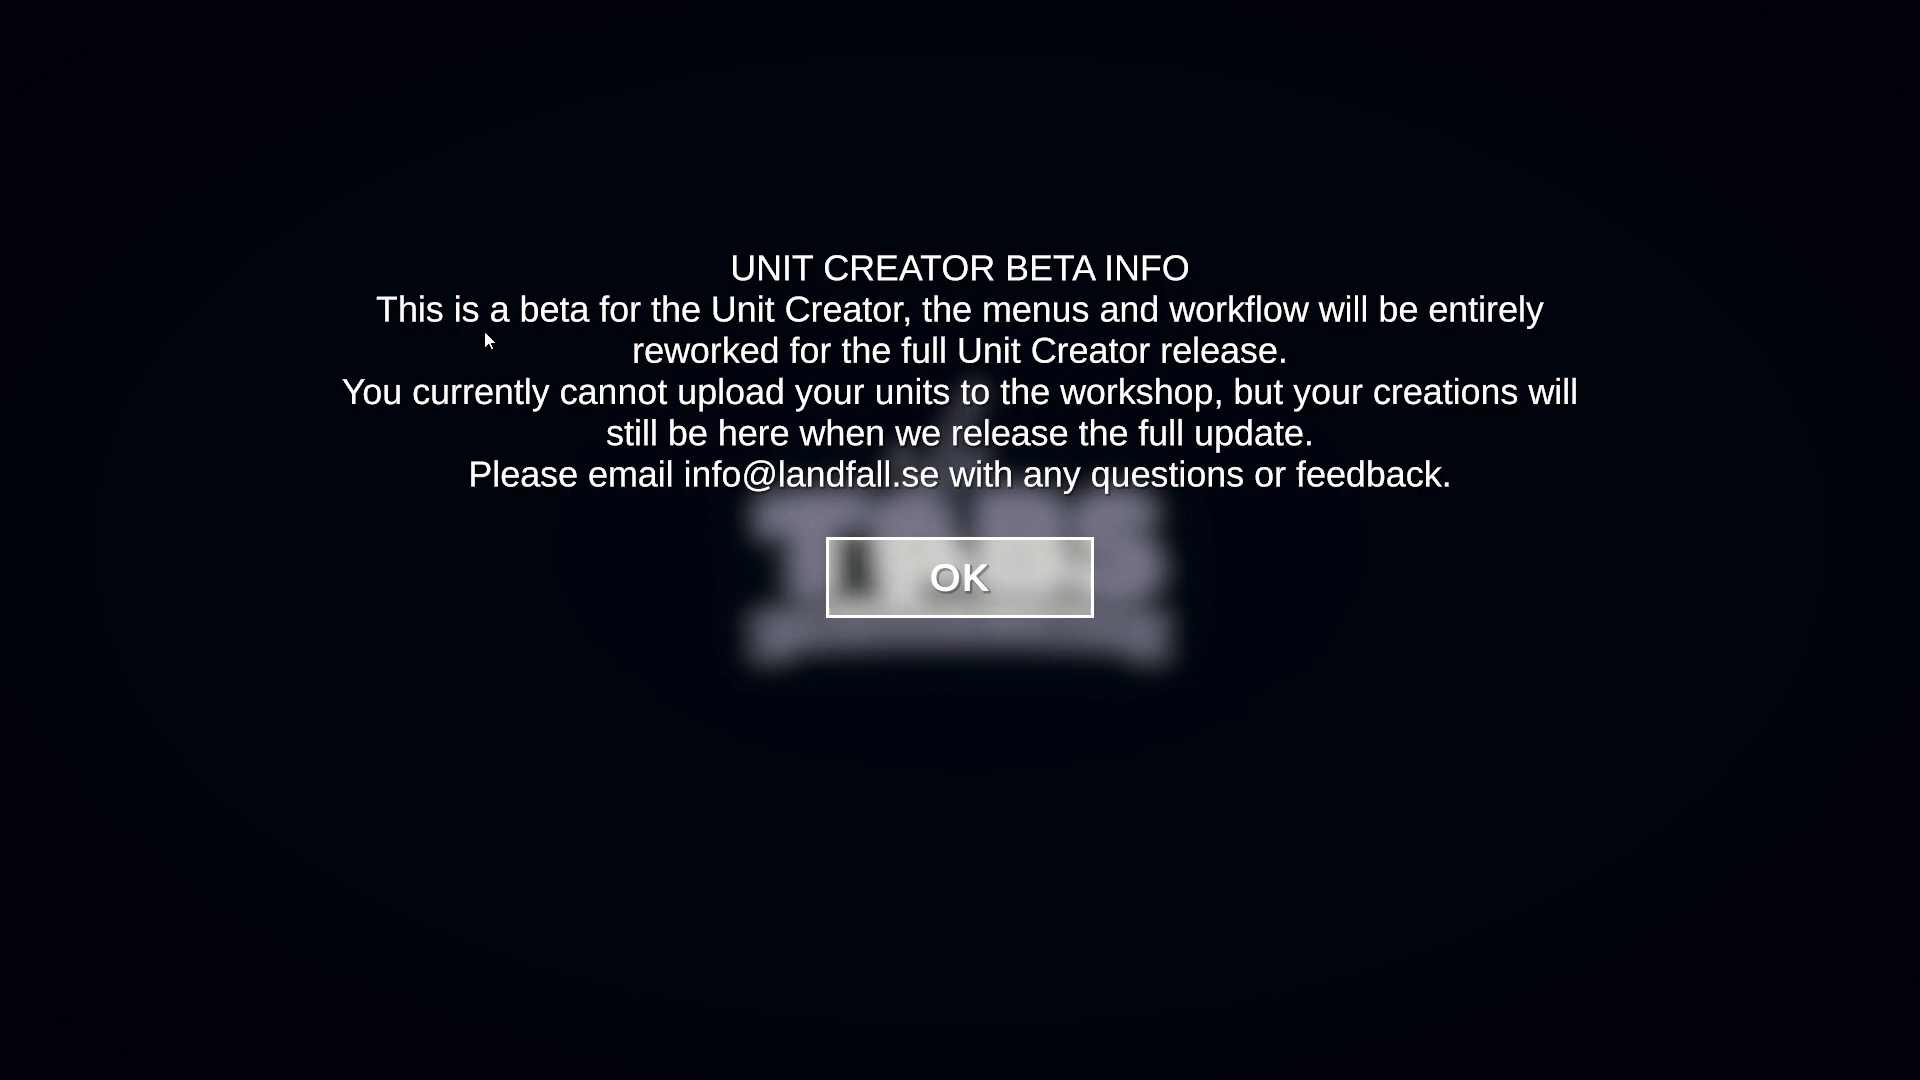 UNIT CREATOR BETA INFO
This is a beta for the Unit Creator, the menus and workflow will be entirely
reworked for the full Unit Creator release.
You currently cannot upload your units to the workshop, but your creations will
still be here when we release the full update.
Please email info@landfall.se with any questions or feedback.
TABS
OK